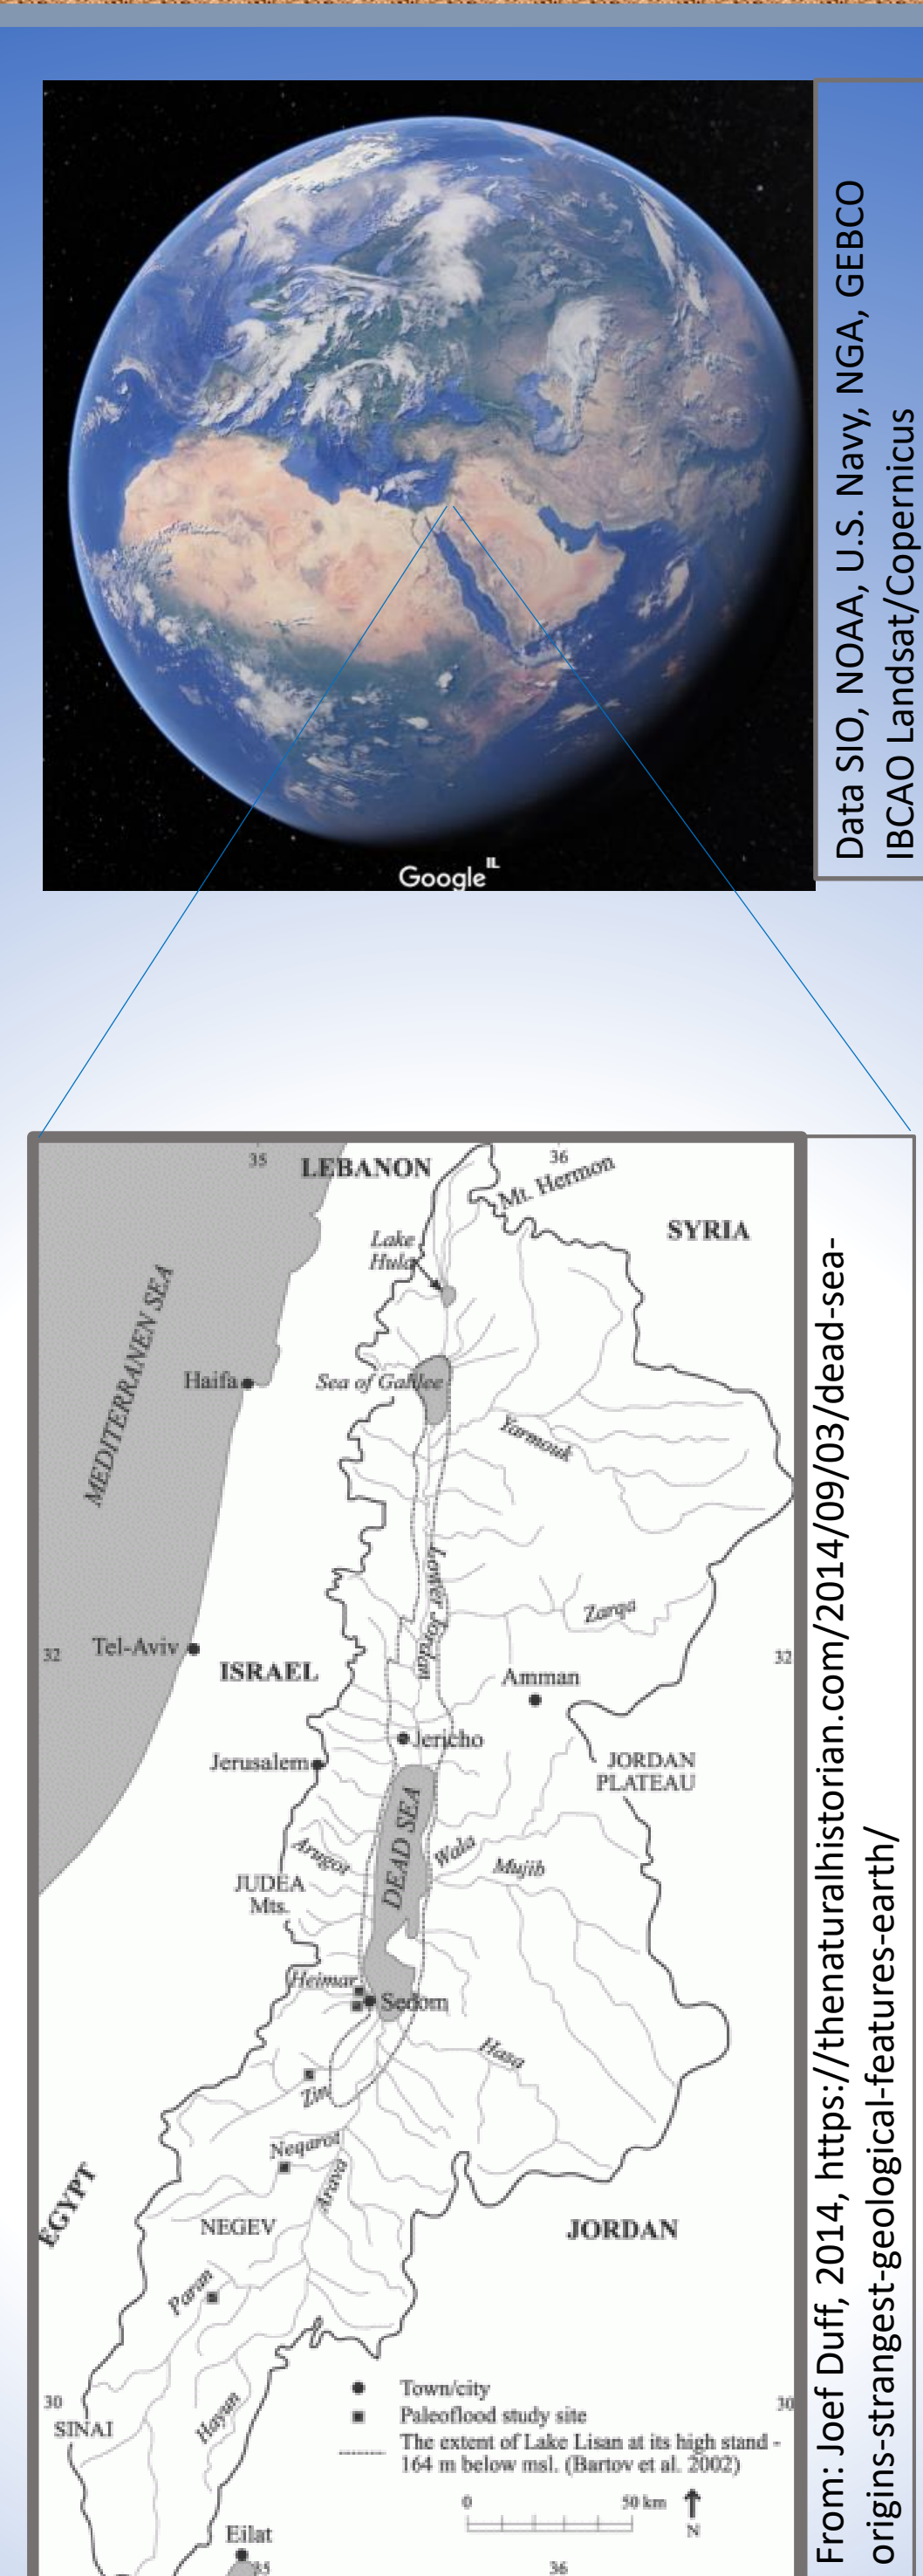 Data SIO, NOAA, U.S. Navy, NGA, GEBCO
IBCAO Landsat/Copernicus
Google IL
35
LEBANON
36
Mt. Hermon
SYRIA
Lake
Hula
MEDITERRANEN SEA
Haifa
Sea of Galilee
Yarmouk
Lower Jordan
Zarqa
32
Tel-Aviv
ISRAEL
32
Amman
Jericho
Jerusalem
JORDAN
PLATEAU
DEAD SEA
Arugot
Wala
Mujib
JUDEA
Mts.
Heimar
Sedom
Hasa
Zin
Neqarot
Arava
EGYPT
NEGEV
JORDAN
Paran
30
SINAI
Hayun
30
Town/city
Paleoflood study site
The extent of Lake Lisan at its high stand -
164 m below msl. (Bartov et al. 2002)
0 50 km
N
Eilat
35
36
From: Joef Duff, 2014, https://thenaturalhistorian.com/2014/09/03/dead-sea-
origins-strangest-geological-features-earth/